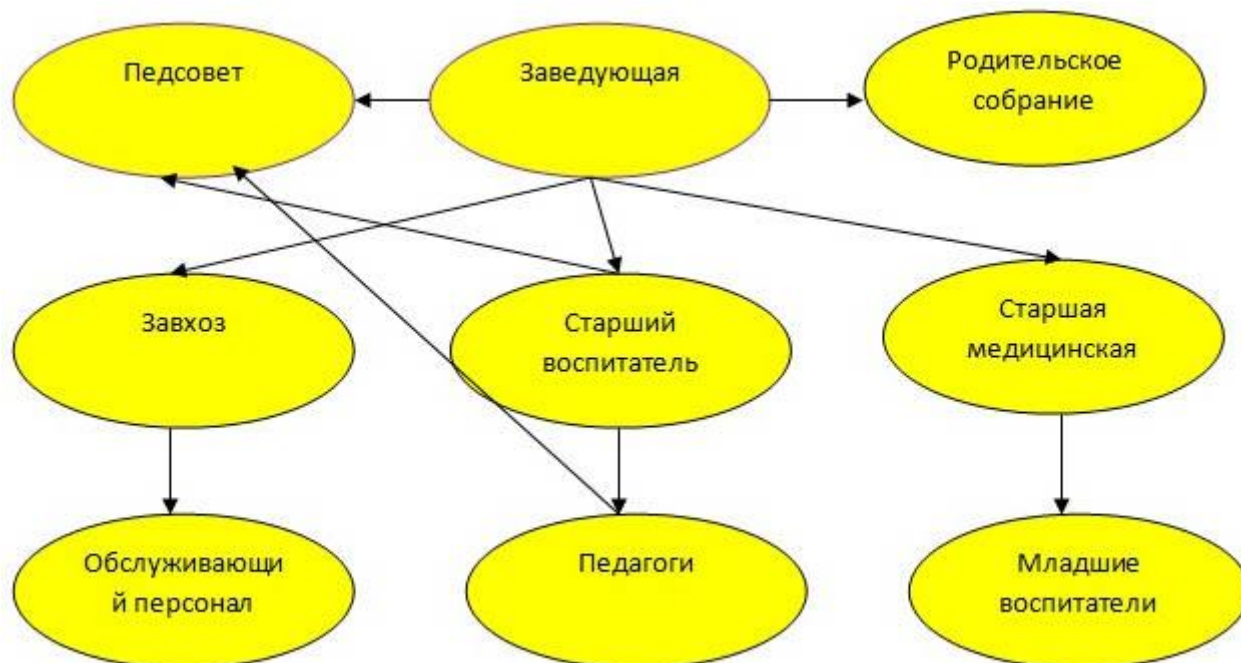 Педсовет
Заведующая
Родительское
собрание
Завхоз
Старший
воспитатель
Старшая
медицинская
Обслуживающи
й персонал
Педагоги
Младшие
воспитатели